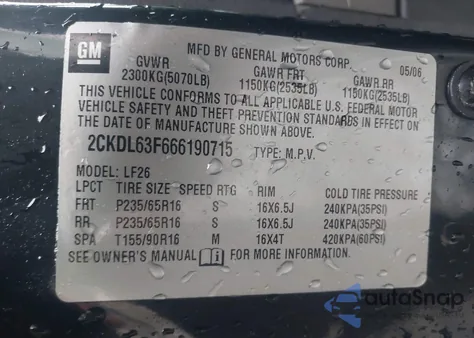 GM
MFD BY GENERAL MOTORS CORP.
05/06
GVWR GAWR FRT GAWR RR
2300KG(5070LB) 1150KG(2535LB) 1150KG(2535LB)
THIS VEHICLE CONFORMS TO ALL APPLICABLE U.S. FEDERAL MOTOR
VEHICLE SAFETY AND THEFT PREVENTION STANDARDS IN EFFECT ON
THE DATE OF MANUFACTURE SHOWN ABOVE.
2CKDL63F666190715 TYPE: M.P.V.
MODEL: LF26
LPCT TIRE SIZE SPEED RTG RIM COLD TIRE PRESSURE
FRT P235/65R16 S 16X6.5J 240KPA(35PSI)
RR P235/65R16 S 16X6.5J 240KPA(35PSI)
SPA T155/90R16 M 16X4T 420KPA(60PSI)
SEE OWNER'S MANUAL i FOR MORE INFORMATION.
autoSnap